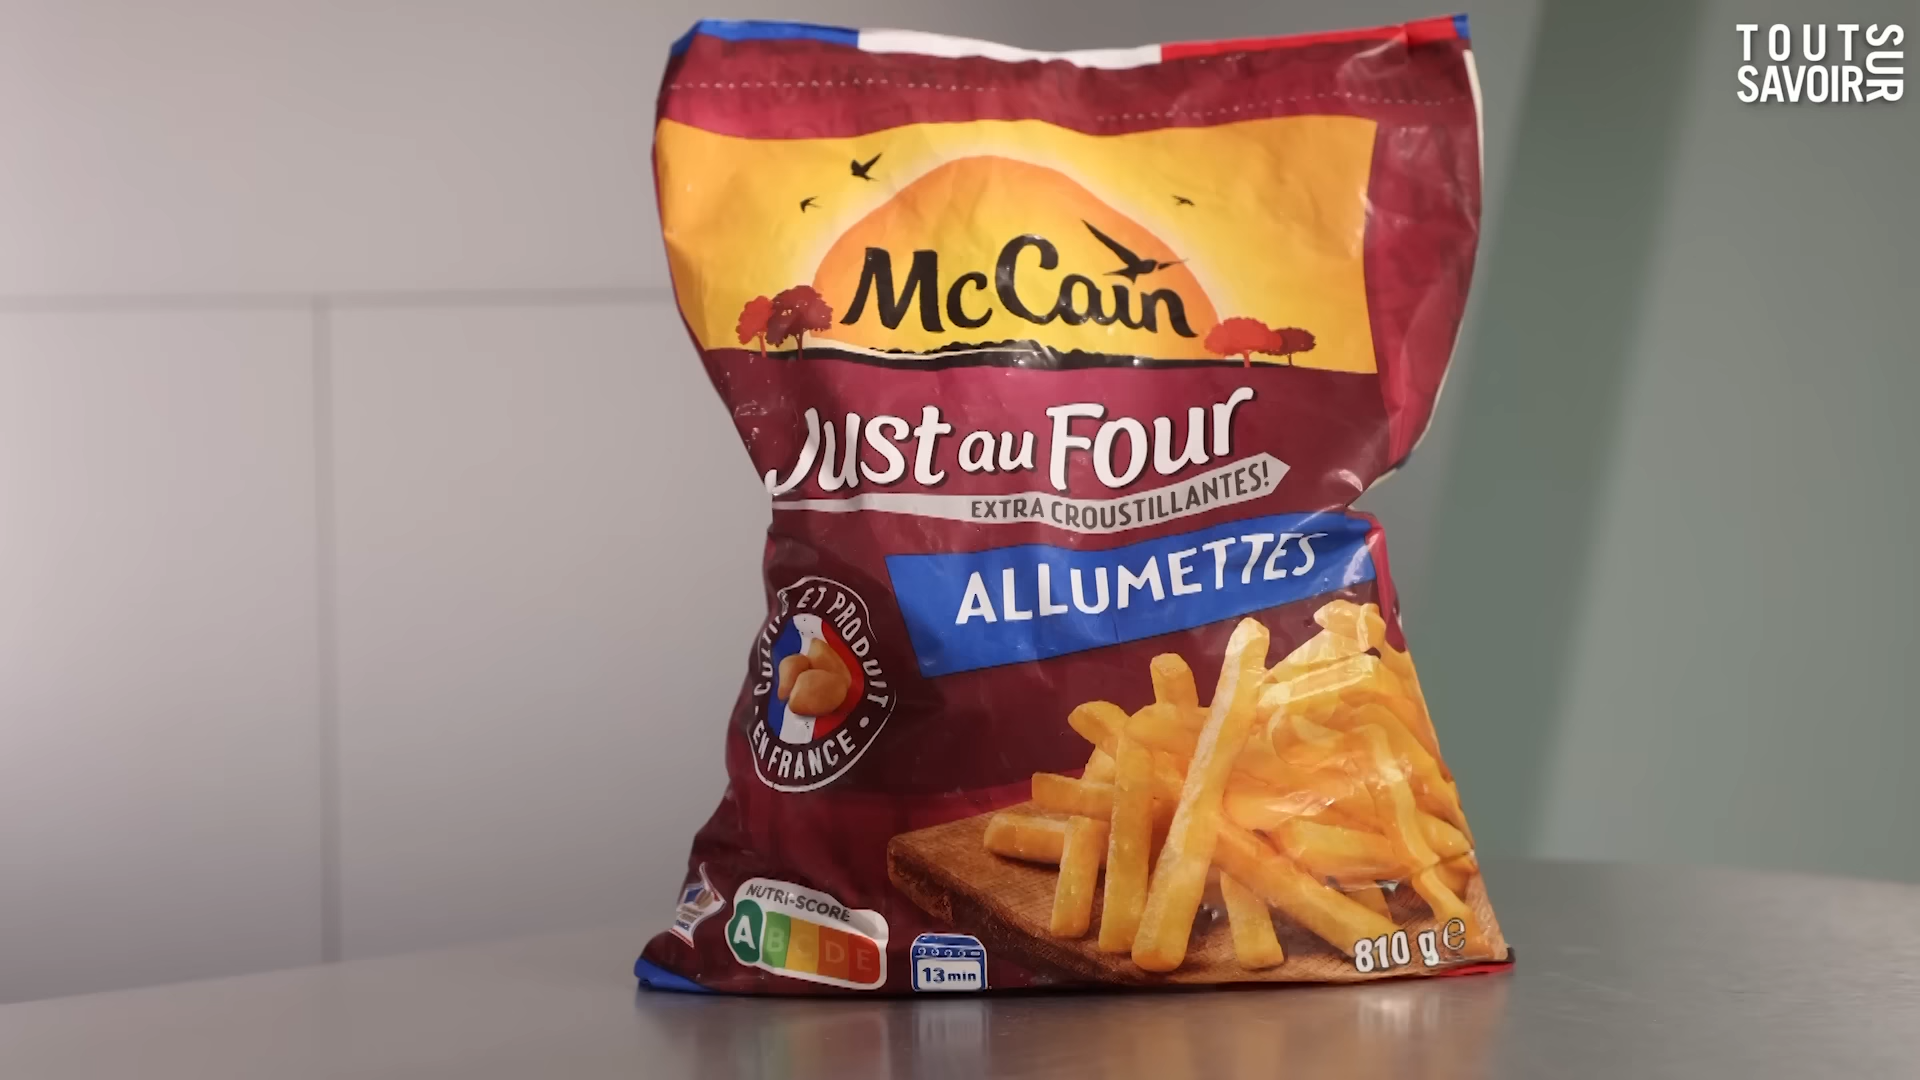 TOUT
SAVOIR
SUR
McCain
Just au Four
EXTRA CROUSTILLANTES!
ALLUMETTES
CULTIVÉ ET PRODUIT
EN FRANCE
NUTRI-SCORE
A B C D E
13 min
810 g e